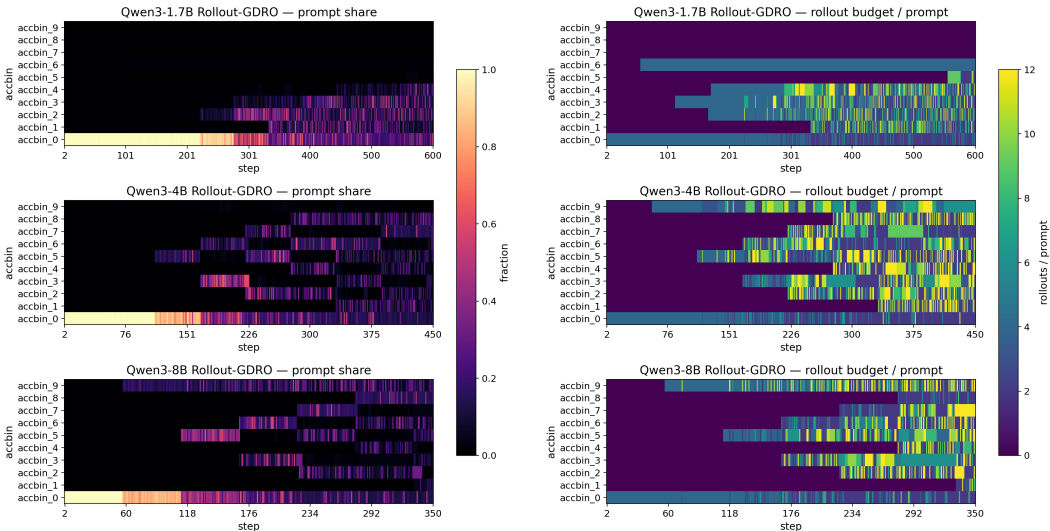 Qwen3-1.7B Rollout-GDRO — prompt share
accbin
accbin_9
accbin_8
accbin_7
accbin_6
accbin_5
accbin_4
accbin_3
accbin_2
accbin_1
accbin_0
2 101 201 301 400 500 600
step
Qwen3-1.7B Rollout-GDRO — rollout budget / prompt
accbin
accbin_9
accbin_8
accbin_7
accbin_6
accbin_5
accbin_4
accbin_3
accbin_2
accbin_1
accbin_0
2 101 201 301 400 500 600
step
Qwen3-4B Rollout-GDRO — prompt share
accbin
accbin_9
accbin_8
accbin_7
accbin_6
accbin_5
accbin_4
accbin_3
accbin_2
accbin_1
accbin_0
2 76 151 226 300 375 450
step
Qwen3-4B Rollout-GDRO — rollout budget / prompt
accbin
accbin_9
accbin_8
accbin_7
accbin_6
accbin_5
accbin_4
accbin_3
accbin_2
accbin_1
accbin_0
2 76 151 226 300 375 450
step
Qwen3-8B Rollout-GDRO — prompt share
accbin
accbin_9
accbin_8
accbin_7
accbin_6
accbin_5
accbin_4
accbin_3
accbin_2
accbin_1
accbin_0
2 60 118 176 234 292 350
step
Qwen3-8B Rollout-GDRO — rollout budget / prompt
accbin
accbin_9
accbin_8
accbin_7
accbin_6
accbin_5
accbin_4
accbin_3
accbin_2
accbin_1
accbin_0
2 60 118 176 234 292 350
step
1.0
0.8
0.6
0.4
0.2
0.0
fraction
12
10
8
6
4
2
0
rollouts / prompt